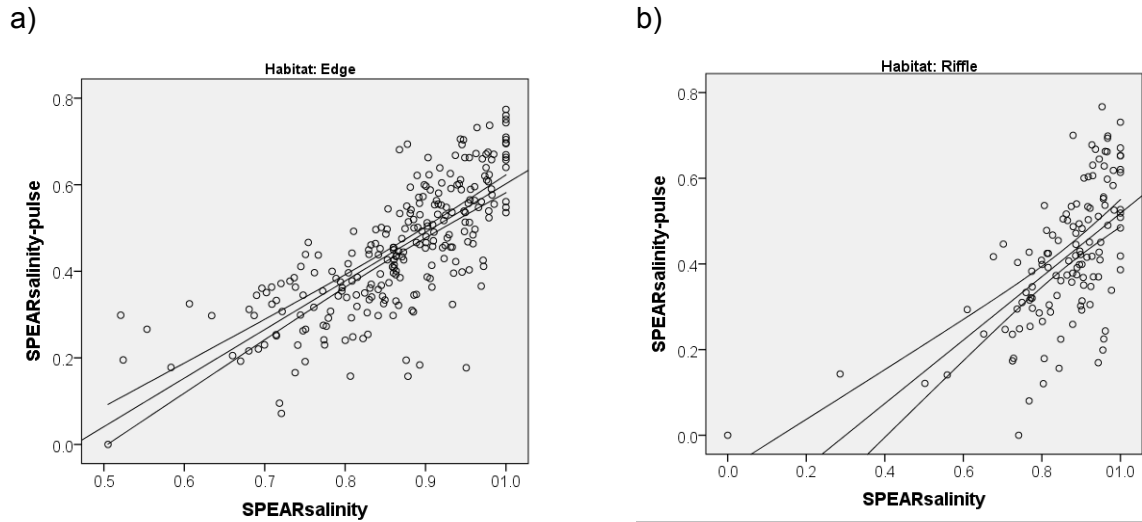 a)
Habitat: Edge
SPEARsalinity-pulse
0.8
0.6
0.4
0.2
0.0
0.5 0.6 0.7 0.8 0.9 01.0
SPEARsalinity
b)
Habitat: Riffle
SPEARsalinity-pulse
0.8
0.6
0.4
0.2
0.0
0.0 0.2 0.4 0.6 0.8 01.0
SPEARsalinity